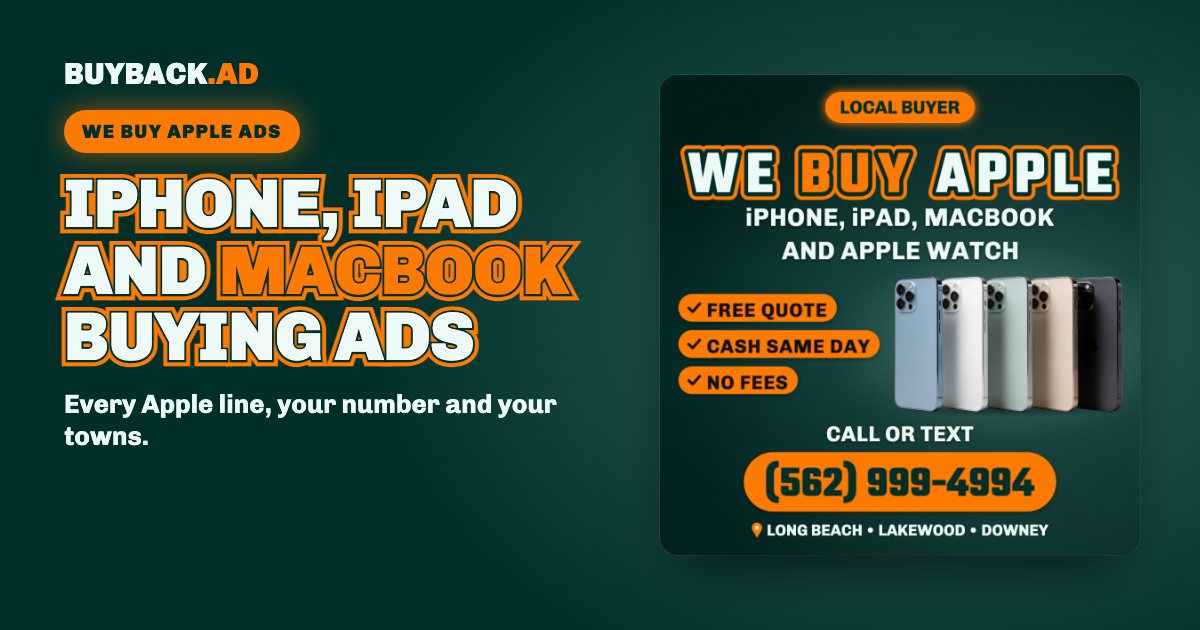 BUYBACK.AD
WE BUY APPLE ADS
IPHONE, IPAD
AND MACBOOK
BUYING ADS
Every Apple line, your number and your
towns.
LOCAL BUYER
WE BUY APPLE
iPHONE, iPAD, MACBOOK
AND APPLE WATCH
FREE QUOTE
CASH SAME DAY
NO FEES
CALL OR TEXT
(562) 999-4994
LONG BEACH • LAKEWOOD • DOWNEY